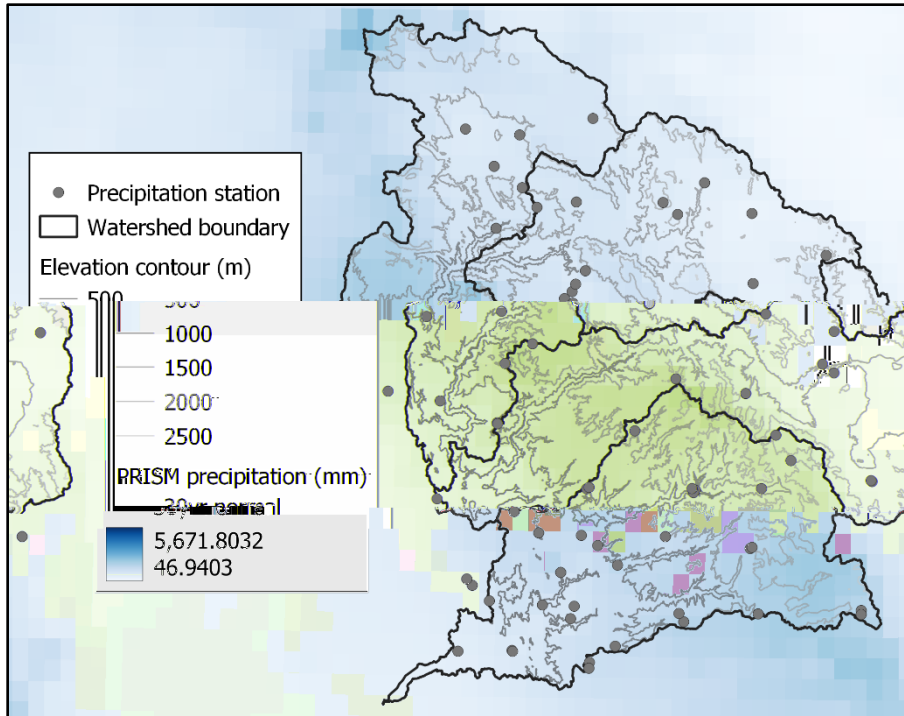 Precipitation station
Watershed boundary
Elevation contour (m)
500
1000
1500
2000
2500
PRISM precipitation (mm)
normal
5,671.8032
46.9403